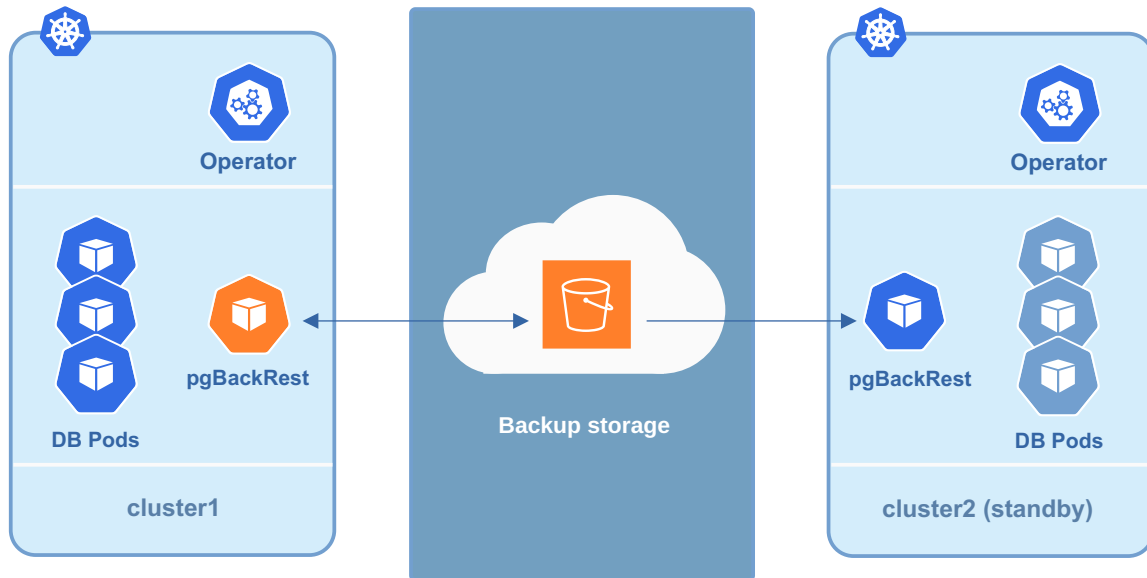 Operator
pgBackRest
DB Pods
cluster1
Backup storage
Operator
pgBackRest
DB Pods
cluster2 (standby)